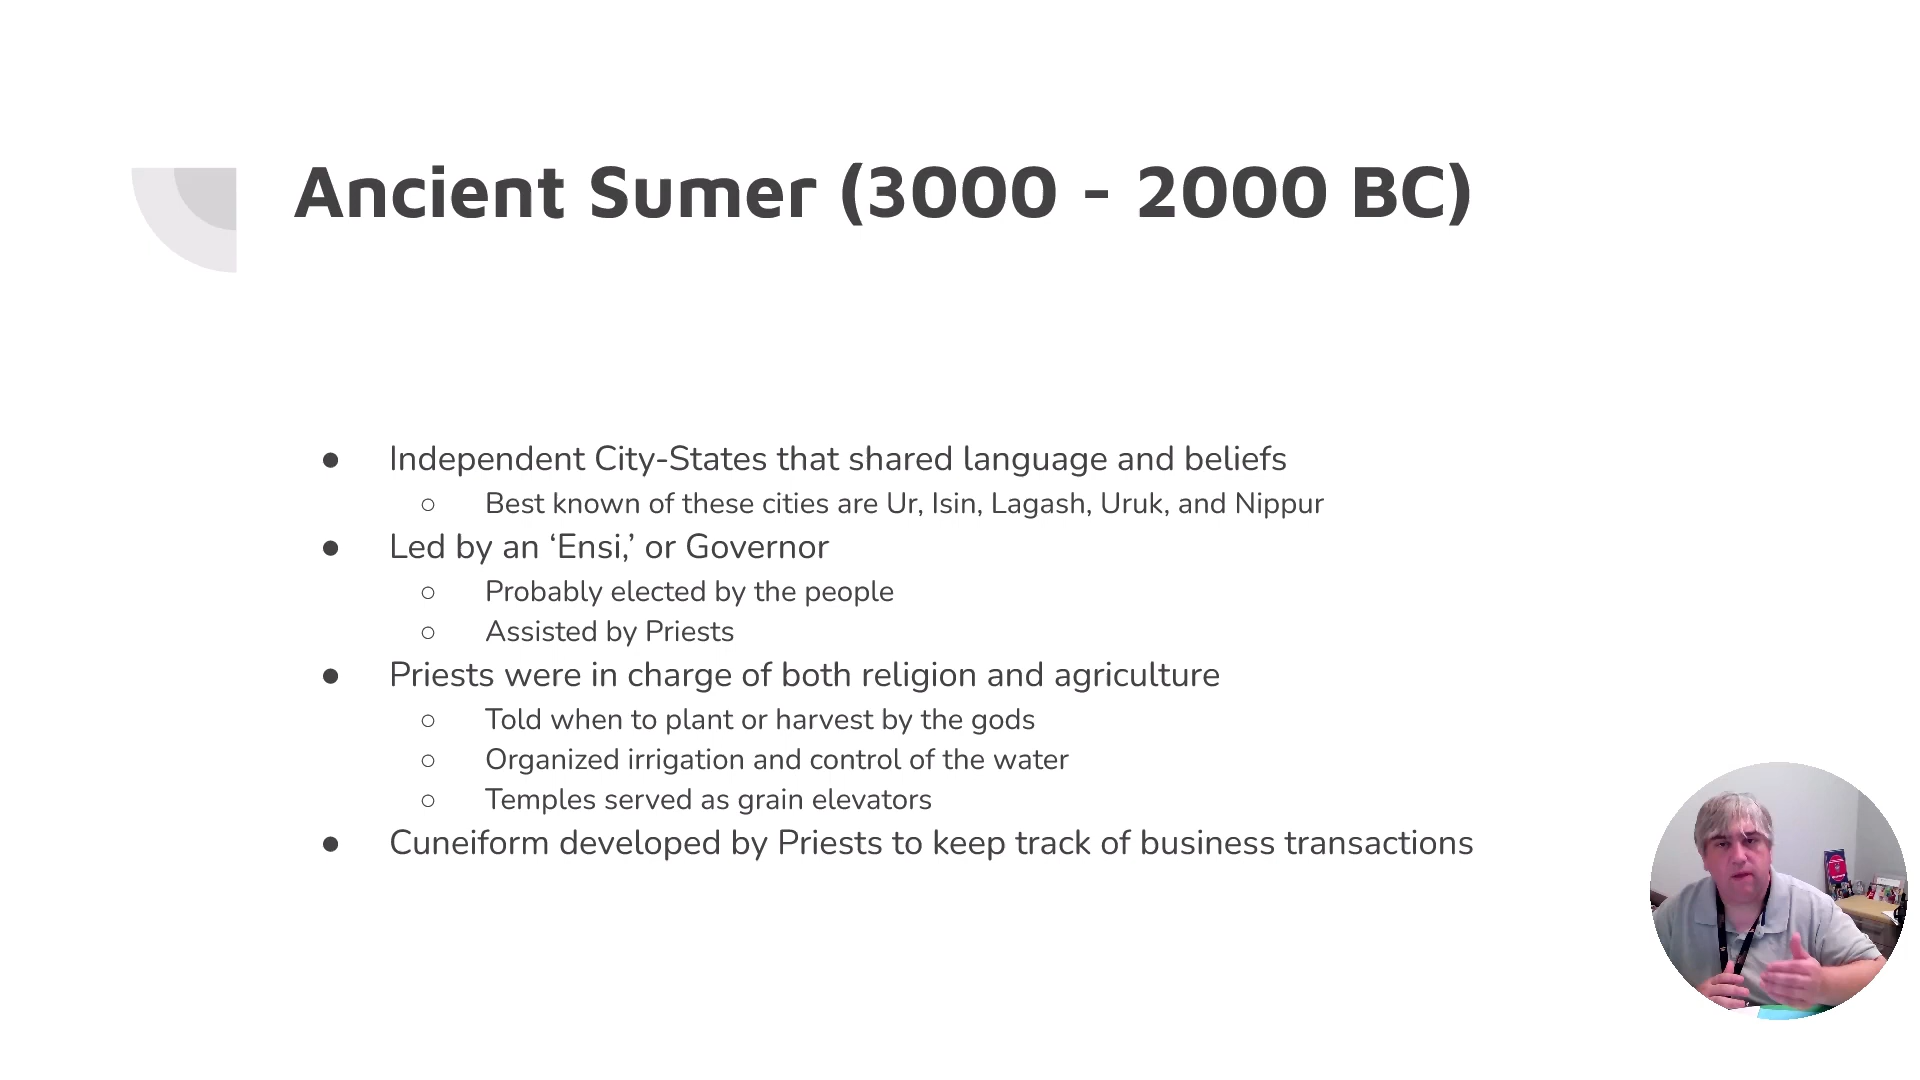 Ancient Sumer (3000 - 2000 BC)
● Independent City-States that shared language and beliefs
○ Best known of these cities are Ur, Isin, Lagash, Uruk, and Nippur
● Led by an ‘Ensi,’ or Governor
○ Probably elected by the people
○ Assisted by Priests
● Priests were in charge of both religion and agriculture
○ Told when to plant or harvest by the gods
○ Organized irrigation and control of the water
○ Temples served as grain elevators
● Cuneiform developed by Priests to keep track of business transactions